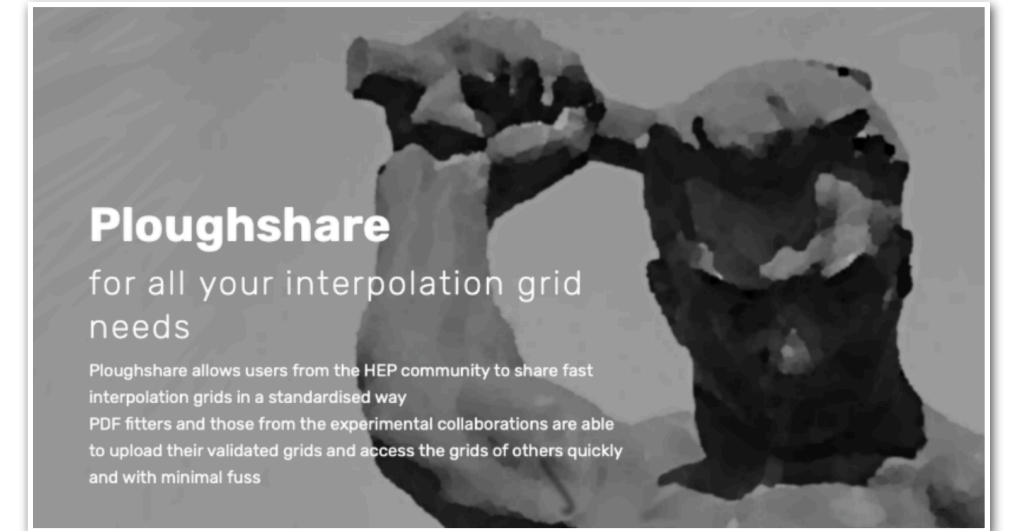 Ploughshare
for all your interpolation grid
needs
Ploughshare allows users from the HEP community to share fast
interpolation grids in a standardised way
PDF fitters and those from the experimental collaborations are able
to upload their validated grids and access the grids of others quickly
and with minimal fuss